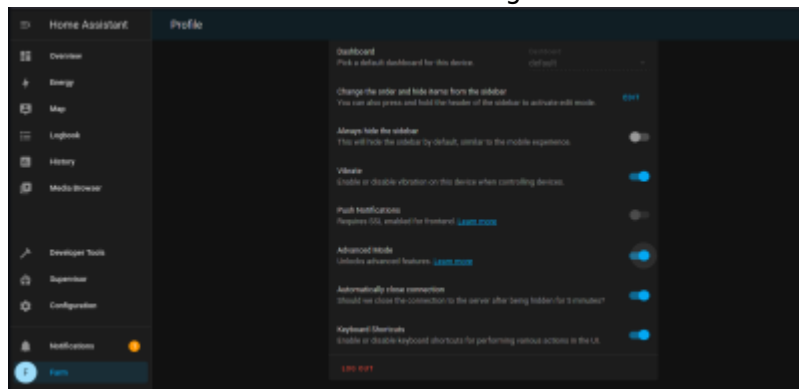 Home Assistant
Profile
Overview
Energy
Map
Logbook
History
Media Browser
Developer Tools
Supervisor
Configuration
Notifications
F
Dashboard
Pick a default dashboard for this device.
Dashboard
default
Change the order and hide items from the sidebar
You can also press and hold the header of the sidebar to activate edit mode.
EDIT
Always hide the sidebar
This will hide the sidebar by default, similar to the mobile experience.
Vibrate
Enable or disable vibration on this device when controlling devices.
Push Notifications
Requires SSL enabled for frontend. Learn more
Advanced Mode
Unlocks advanced features. Learn more
Automatically close connection
Should we close the connection to the server after being hidden for 5 minutes?
Keyboard Shortcuts
Enable or disable keyboard shortcuts for performing various actions in the UI.
LOG OUT